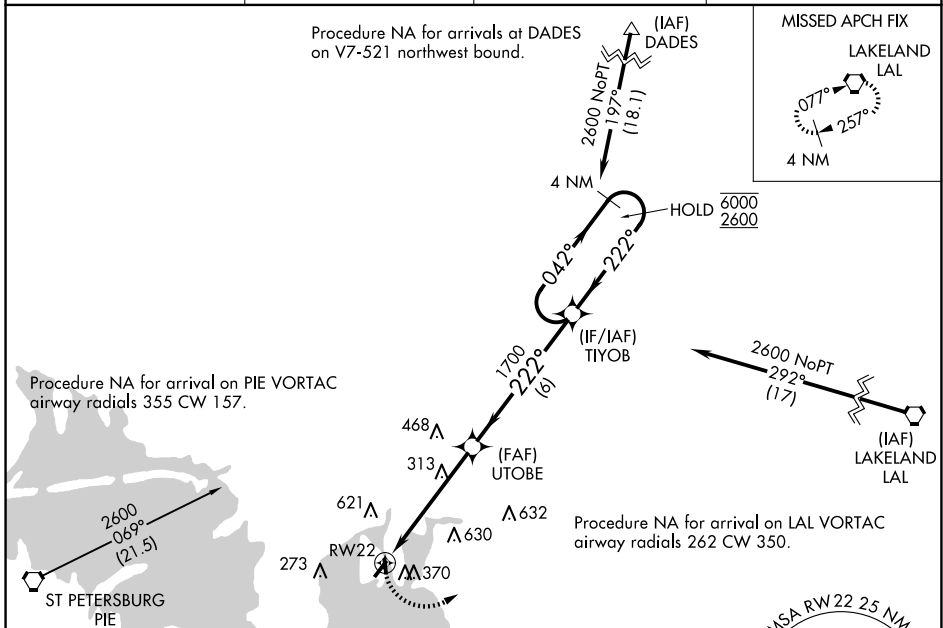 Procedure NA for arrivals at DADES
on V7-521 northwest bound.
(IAF)
DADES
2600 NoPT
197°
(18.1)
MISSED APCH FIX
LAKELAND
LAL
077°
257°
4 NM
4 NM
HOLD
6000
2600
042°
222°
(IF/IAF)
TIYOB
1700
222°
(6)
2600 NoPT
292°
(17)
(IAF)
LAKELAND
LAL
Procedure NA for arrival on PIE VORTAC
airway radials 355 CW 157.
468
313
(FAF)
UTOBE
621
632
630
Procedure NA for arrival on LAL VORTAC
airway radials 262 CW 350.
2600
069°
(21.5)
RW22
273
370
ST PETERSBURG
PIE
MSA RW22 25 NM